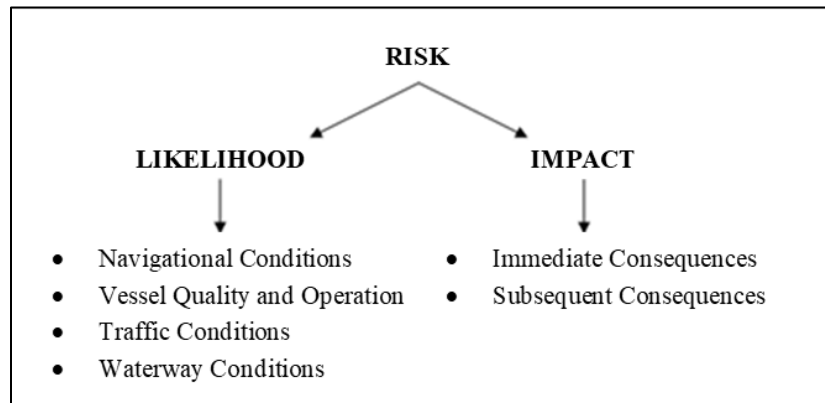 RISK
LIKELIHOOD
IMPACT
• Navigational Conditions
• Vessel Quality and Operation
• Traffic Conditions
• Waterway Conditions
• Immediate Consequences
• Subsequent Consequences